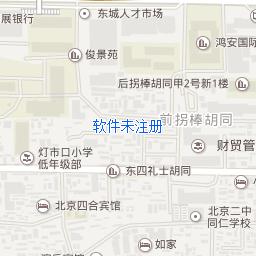 东城人才市场
展银行
鸿安国际
俊景苑
后拐棒胡同甲2号新1楼
前拐棒胡同
软件未注册
财贸管
灯市口小学
低年级部
东四礼士胡同
北京四合宾馆
北京二中
同仁学校
如家